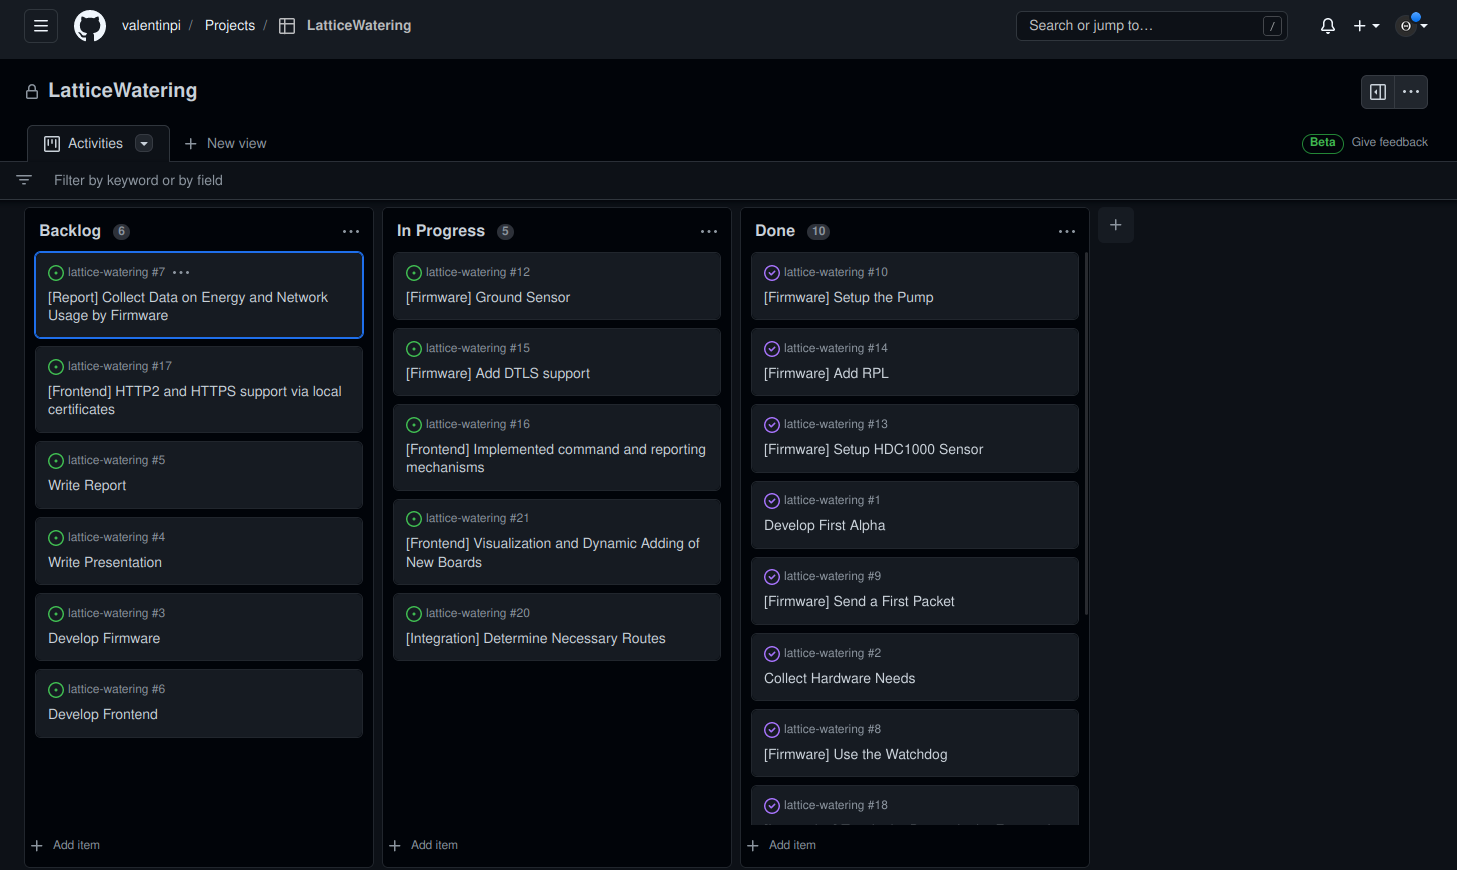 valentinpi / Projects / LatticeWatering
Search or jump to… /
LatticeWatering
Activities
New view
Beta Give feedback
Filter by keyword or by field
Backlog 6
lattice-watering #7
[Report] Collect Data on Energy and Network
Usage by Firmware
lattice-watering #17
[Frontend] HTTP2 and HTTPS support via local
certificates
lattice-watering #5
Write Report
lattice-watering #4
Write Presentation
lattice-watering #3
Develop Firmware
lattice-watering #6
Develop Frontend
Add item
In Progress 5
lattice-watering #12
[Firmware] Ground Sensor
lattice-watering #15
[Firmware] Add DTLS support
lattice-watering #16
[Frontend] Implemented command and reporting
mechanisms
lattice-watering #21
[Frontend] Visualization and Dynamic Adding of
New Boards
lattice-watering #20
[Integration] Determine Necessary Routes
Add item
Done 10
lattice-watering #10
[Firmware] Setup the Pump
lattice-watering #14
[Firmware] Add RPL
lattice-watering #13
[Firmware] Setup HDC1000 Sensor
lattice-watering #1
Develop First Alpha
lattice-watering #9
[Firmware] Send a First Packet
lattice-watering #2
Collect Hardware Needs
lattice-watering #8
[Firmware] Use the Watchdog
lattice-watering #18
Add item